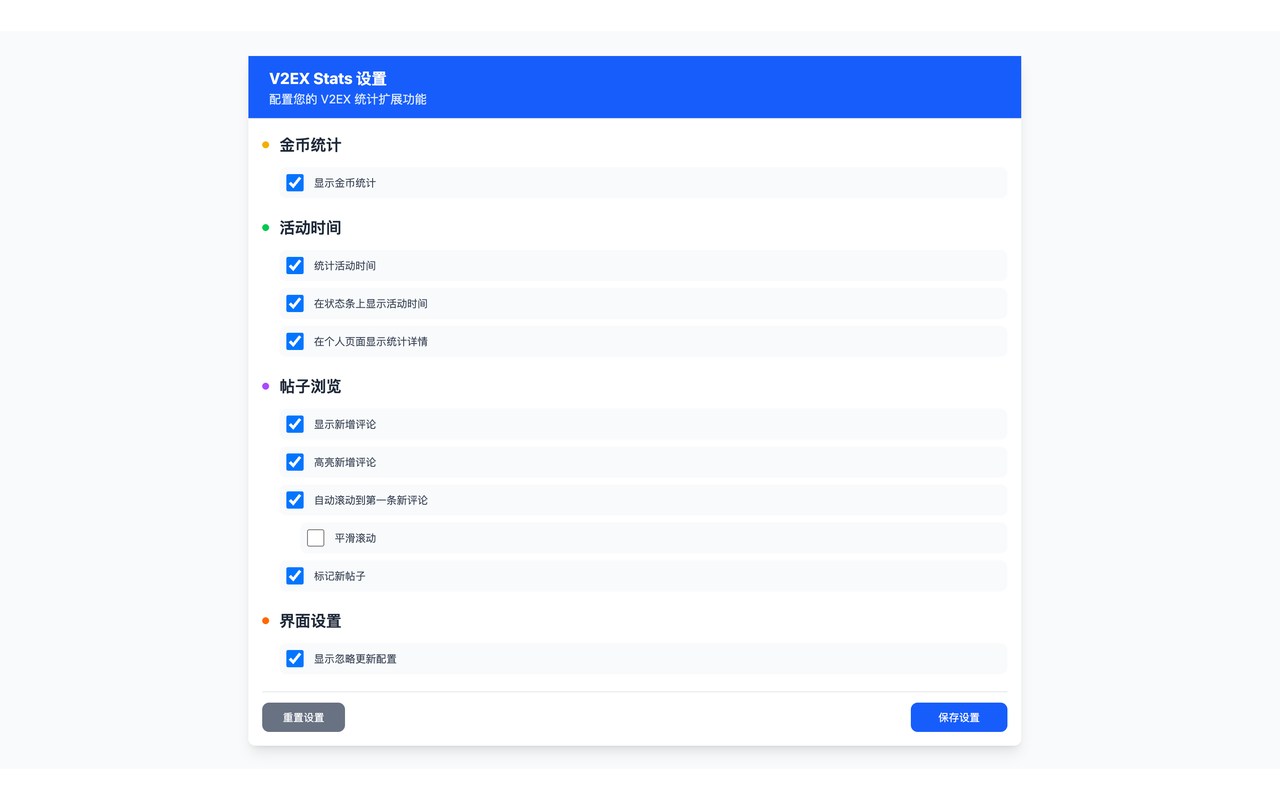 V2EX Stats 设置
配置您的 V2EX 统计扩展功能
金币统计
显示金币统计
活动时间
统计活动时间
在状态条上显示活动时间
在个人页面显示统计详情
帖子浏览
显示新增评论
高亮新增评论
自动滚动到第一条新评论
平滑滚动
标记新帖子
界面设置
显示忽略更新配置
重置设置
保存设置